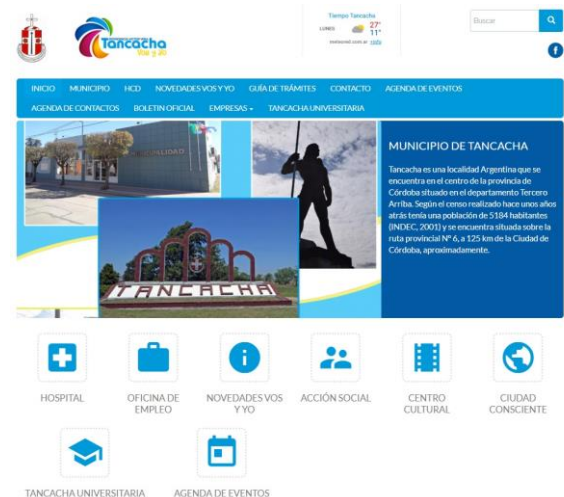 Tancacha
Vos y Yo
Tiempo Tancacha
LUNES
27°
11°
meteored.com.ar +info
Buscar
INICIO MUNICIPIO HCD NOVEDADES VOS Y YO GUÍA DE TRÁMITES CONTACTO AGENDA DE EVENTOS
AGENDA DE CONTACTOS BOLETIN OFICIAL EMPRESAS TANCACHA UNIVERSITARIA
MUNICIPALIDAD
TANCACHA
MUNICIPIO DE TANCACHA
Tancacha es una localidad Argentina que se
encuentra en el centro de la provincia de
Córdoba situado en el departamento Tercero
Arriba. Según el censo realizado hace unos años
atrás tenía una población de 5184 habitantes
(INDEC, 2001) y se encuentra situada sobre la
ruta provincial Nº 6, a 125 km de la Ciudad de
Córdoba, aproximadamente.
HOSPITAL
OFICINA DE
EMPLEO
NOVEDADES VOS
Y YO
ACCIÓN SOCIAL
CENTRO
CULTURAL
CIUDAD
CONSCIENTE
TANCACHA UNIVERSITARIA
AGENDA DE EVENTOS